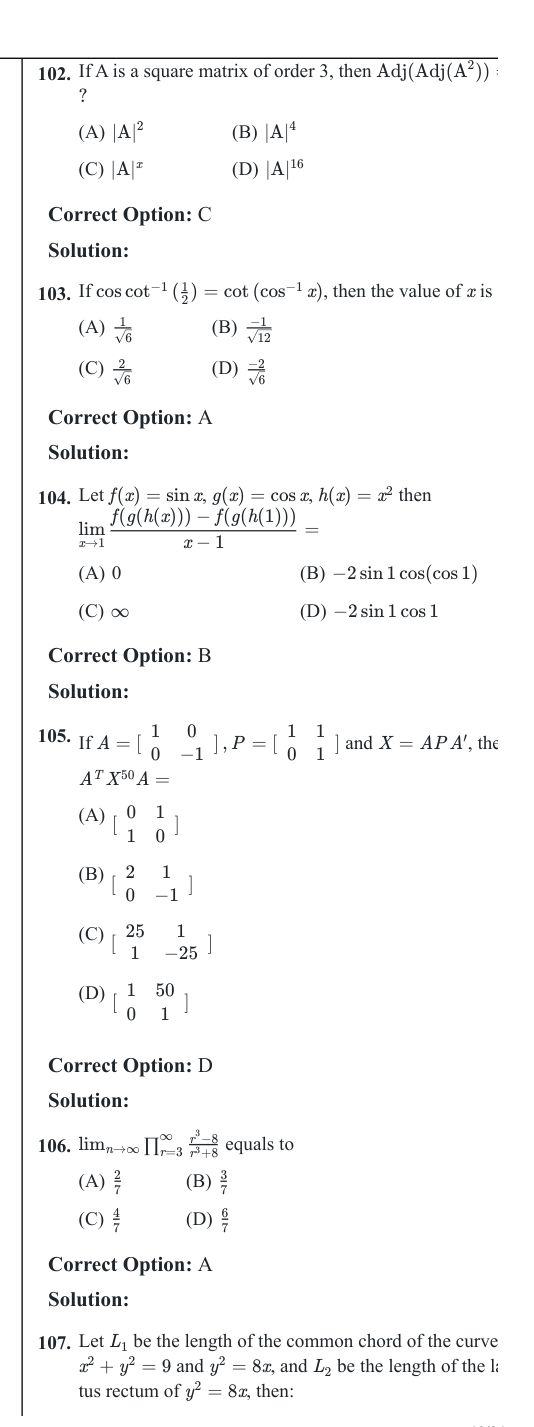 102. If A is a square matrix of order 3, then Adj(Adj(A²)) =
?
(A) |A|² (B) |A|⁴
(C) |A|ˣ (D) |A|¹⁶
Correct Option: C
Solution:
103. If cos cot⁻¹ (1/2) = cot (cos⁻¹ x), then the value of x is
(A) 1/√6 (B) −1/√12
(C) 2/√6 (D) −2/√6
Correct Option: A
Solution:
104. Let f(x) = sin x, g(x) = cos x, h(x) = x² then
lim x→1 f(g(h(x))) − f(g(h(1))) / x − 1 =
(A) 0 (B) −2 sin 1 cos(cos 1)
(C) ∞ (D) −2 sin 1 cos 1
Correct Option: B
Solution:
105. If A = [ 1 0 0 −1 ], P = [ 1 1 0 1 ] and X = APA′, the
AᵀX⁵⁰A =
(A) [ 0 1 1 0 ]
(B) [ 2 1 0 −1 ]
(C) [ 25 1 1 −25 ]
(D) [ 1 50 0 1 ]
Correct Option: D
Solution:
106. lim n→∞ ∏ r=3 ∞ r³−8/r³+8 equals to
(A) 2/7 (B) 3/7
(C) 4/7 (D) 6/7
Correct Option: A
Solution:
107. Let L₁ be the length of the common chord of the curve
x² + y² = 9 and y² = 8x, and L₂ be the length of the la
tus rectum of y² = 8x, then: